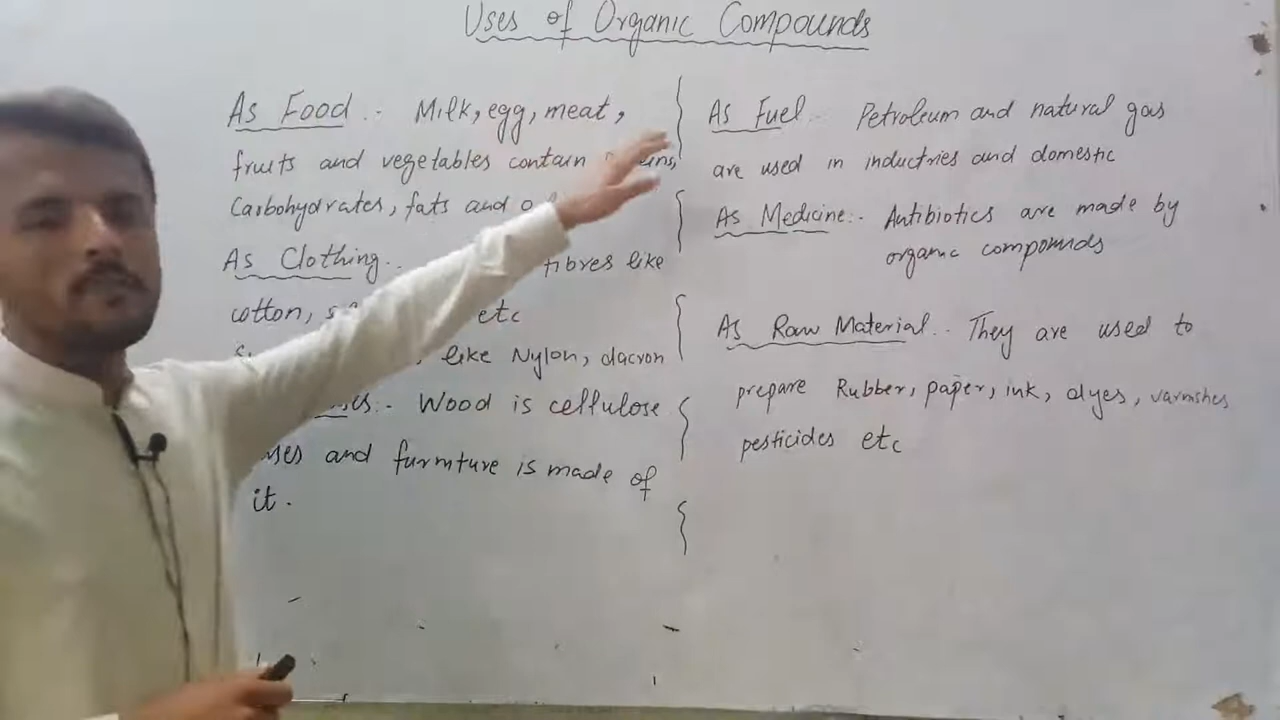 Uses of Organic Compounds
As Food :- Milk, egg, meat,
fruits and vegetables contain
Carbohydrates, fats and
As Clothing :- fibres like
cotton, etc
like Nylon, dacron
Wood is cellulose
and furniture is made of
it.
As Fuel :- Petroleum and natural gas
are used in inductries and domestic
As Medicine :- Antibiotics are made by
organic compounds
As Raw Material :- They are used to
prepare Rubber, paper, ink, dyes, varnishes
pesticides etc